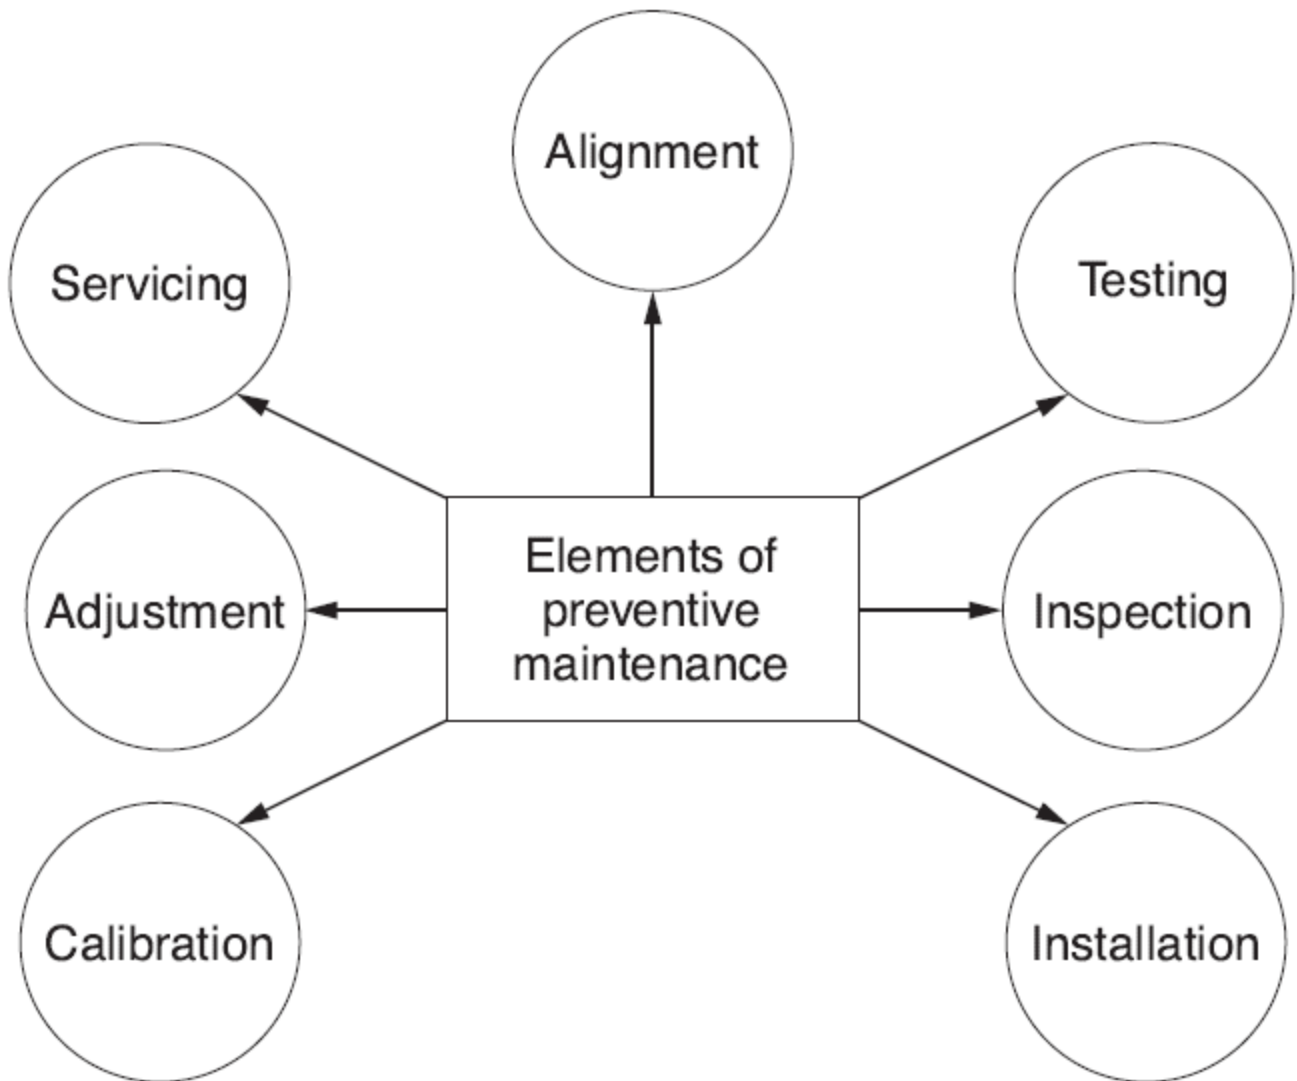 Alignment
Servicing
Testing
Elements of
preventive
maintenance
Adjustment
Inspection
Calibration
Installation